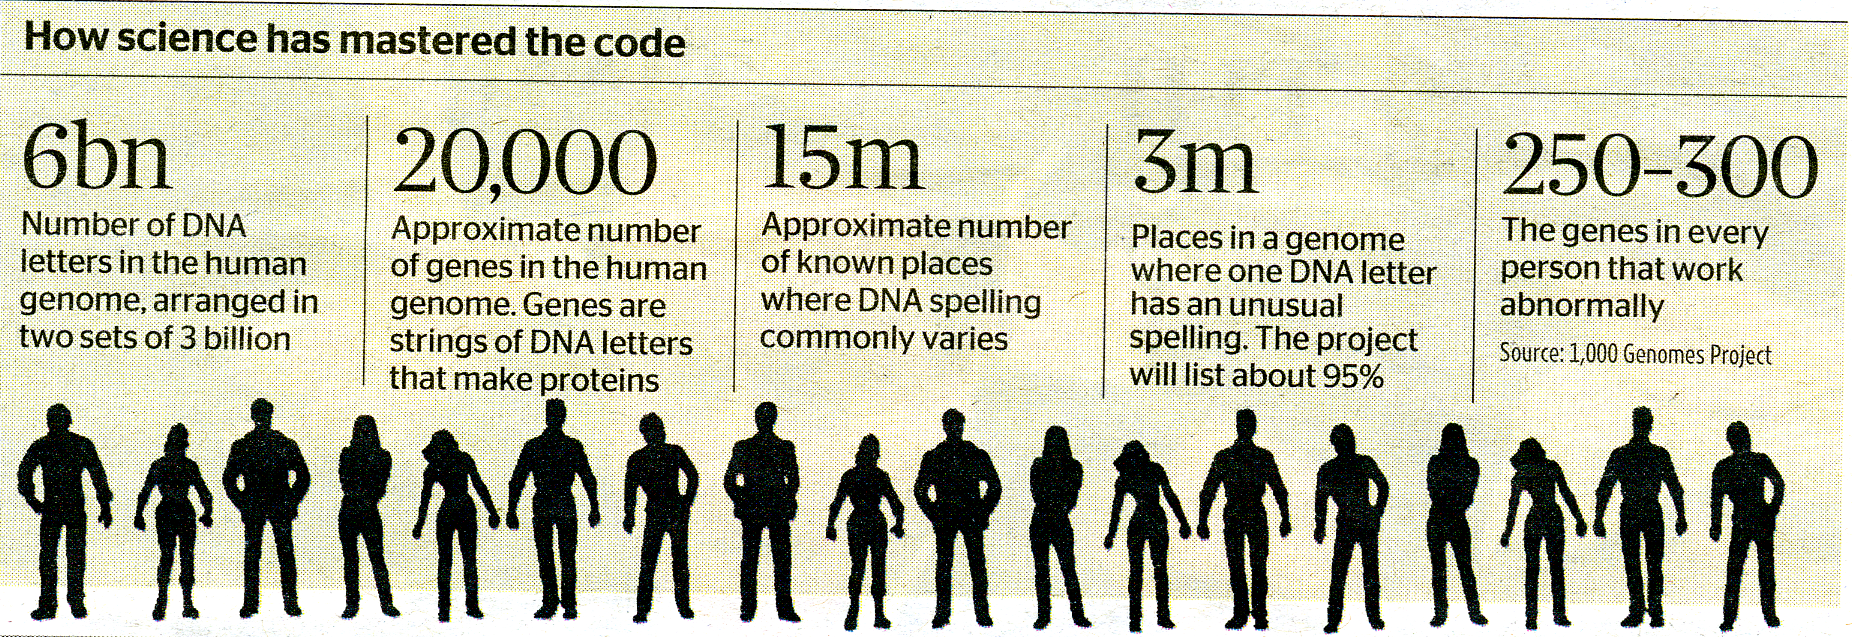 How science has mastered the code
6bn
Number of DNA
letters in the human
genome, arranged in
two sets of 3 billion
20,000
Approximate number
of genes in the human
genome. Genes are
strings of DNA letters
that make proteins
15m
Approximate number
of known places
where DNA spelling
commonly varies
3m
Places in a genome
where one DNA letter
has an unusual
spelling. The project
will list about 95%
250–300
The genes in every
person that work
abnormally
Source: 1,000 Genomes Project